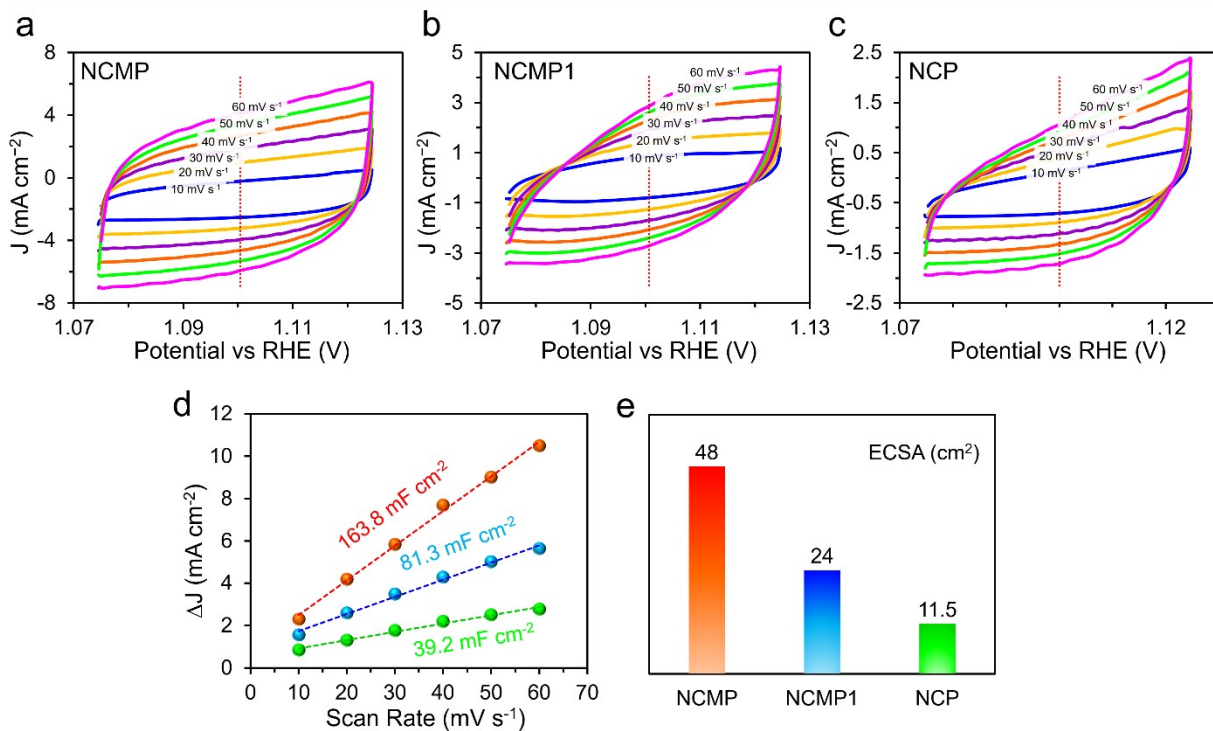 a
NCMP
8
4
0
-4
-8
J (mA cm⁻²)
60 mV s⁻¹
50 mV s⁻¹
40 mV s⁻¹
30 mV s⁻¹
20 mV s⁻¹
10 mV s⁻¹
1.07 1.09 1.11 1.13
Potential vs RHE (V)
b
NCMP1
5
3
1
-1
-3
-5
J (mA cm⁻²)
60 mV s⁻¹
50 mV s⁻¹
40 mV s⁻¹
30 mV s⁻¹
20 mV s⁻¹
10 mV s⁻¹
1.07 1.09 1.11 1.13
Potential vs RHE (V)
c
NCP
2.5
1.5
0.5
-0.5
-1.5
-2.5
J (mA cm⁻²)
60 mV s⁻¹
50 mV s⁻¹
40 mV s⁻¹
30 mV s⁻¹
20 mV s⁻¹
10 mV s⁻¹
1.07 1.12
Potential vs RHE (V)
d
12
10
8
6
4
2
0
ΔJ (mA cm⁻²)
163.8 mF cm⁻²
81.3 mF cm⁻²
39.2 mF cm⁻²
0 10 20 30 40 50 60 70
Scan Rate (mV s⁻¹)
e
ECSA (cm²)
48
24
11.5
NCMP NCMP1 NCP